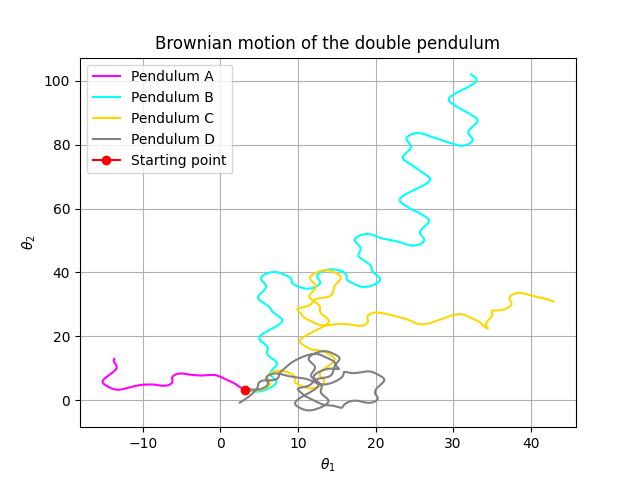 Brownian motion of the double pendulum
Pendulum A
Pendulum B
Pendulum C
Pendulum D
Starting point
100
80
60
40
20
0
θ₂
−10
0
10
20
30
40
θ₁